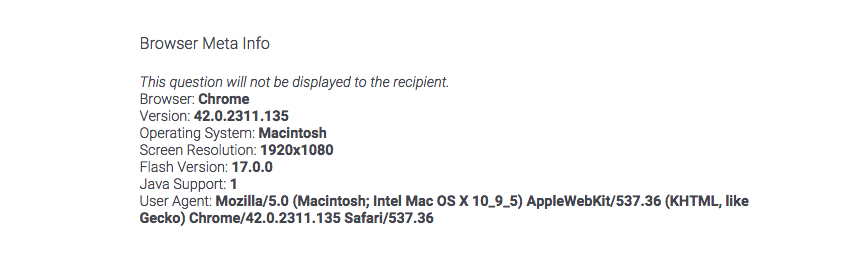 Browser Meta Info
This question will not be displayed to the recipient.
Browser: Chrome
Version: 42.0.2311.135
Operating System: Macintosh
Screen Resolution: 1920x1080
Flash Version: 17.0.0
Java Support: 1
User Agent: Mozilla/5.0 (Macintosh; Intel Mac OS X 10_9_5) AppleWebKit/537.36 (KHTML, like
Gecko) Chrome/42.0.2311.135 Safari/537.36